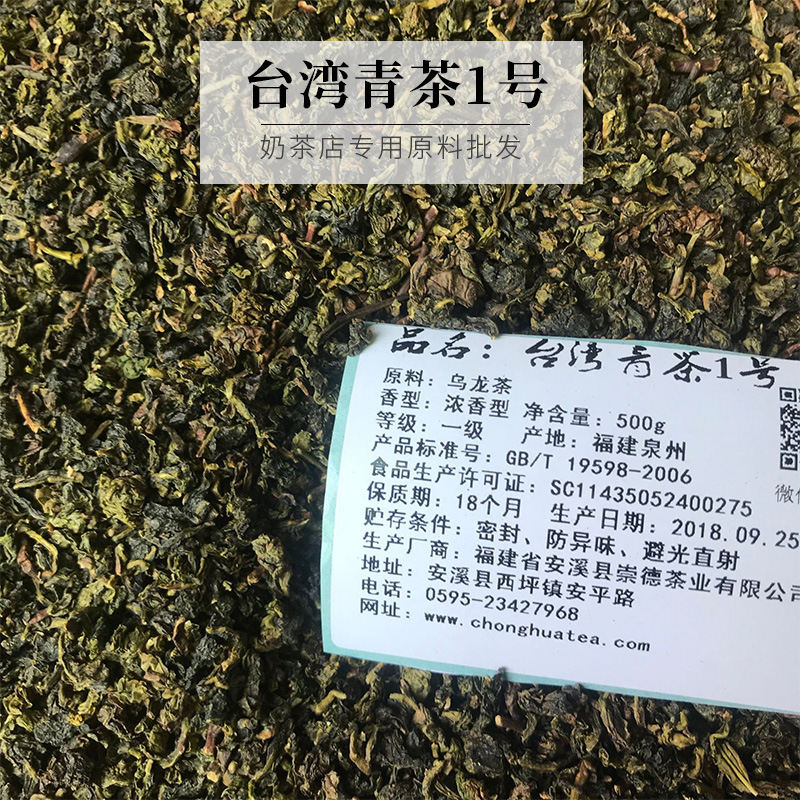 台湾青茶1号
奶茶店专用原料批发
品名：台湾青茶1号
原料：乌龙茶
香型：浓香型 净含量：500g
等级：一级 产地：福建泉州
产品标准号：GB/T 19598-2006
食品生产许可证：SC11435052400275
保质期：18个月 生产日期：2018.09.25
贮存条件：密封、防异味、避光直射
生产厂商：福建省安溪县崇德茶业有限公司
地址：安溪县西坪镇安平路
电话：0595-23427968
网址：www.chonghuatea.com
微